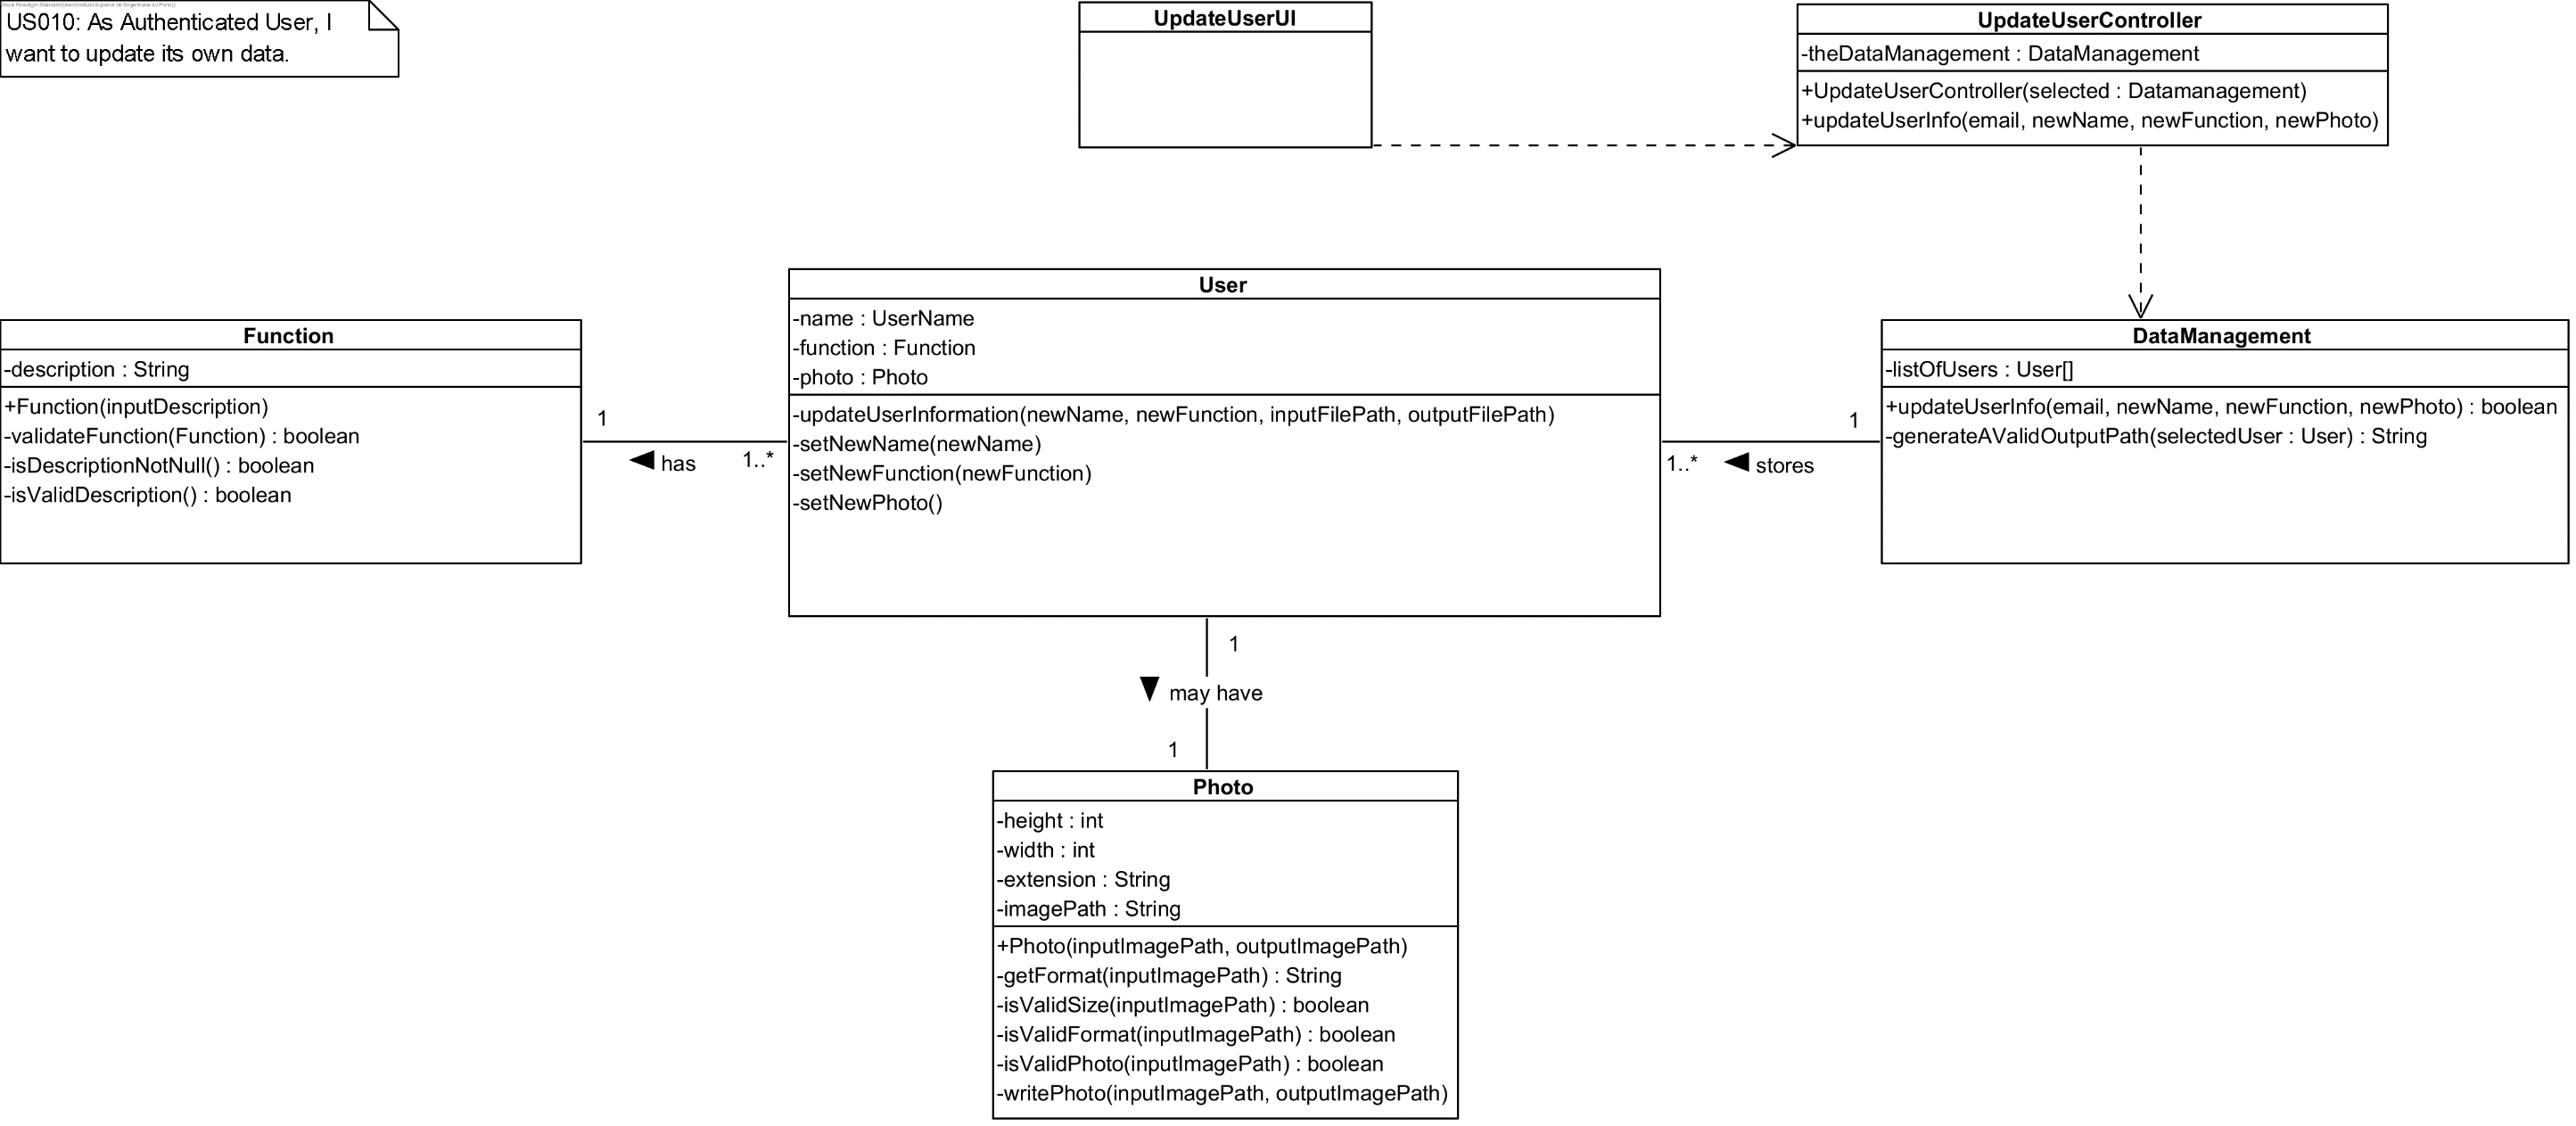 US010: As Authenticated User, I
want to update its own data.
UpdateUserUI
UpdateUserController
-theDataManagement : DataManagement
+UpdateUserController(selected : Datamanagement)
+updateUserInfo(email, newName, newFunction, newPhoto)
Function
-description : String
+Function(inputDescription)
-validateFunction(Function) : boolean
-isDescriptionNotNull() : boolean
-isValidDescription() : boolean
1
has
1..*
User
-name : UserName
-function : Function
-photo : Photo
-updateUserInformation(newName, newFunction, inputFilePath, outputFilePath)
-setNewName(newName)
-setNewFunction(newFunction)
-setNewPhoto()
1
1..*
stores
DataManagement
-listOfUsers : User[]
+updateUserInfo(email, newName, newFunction, newPhoto) : boolean
-generateAValidOutputPath(selectedUser : User) : String
1
may have
1
Photo
-height : int
-width : int
-extension : String
-imagePath : String
+Photo(inputImagePath, outputImagePath)
-getFormat(inputImagePath) : String
-isValidSize(inputImagePath) : boolean
-isValidFormat(inputImagePath) : boolean
-isValidPhoto(inputImagePath) : boolean
-writePhoto(inputImagePath, outputImagePath)